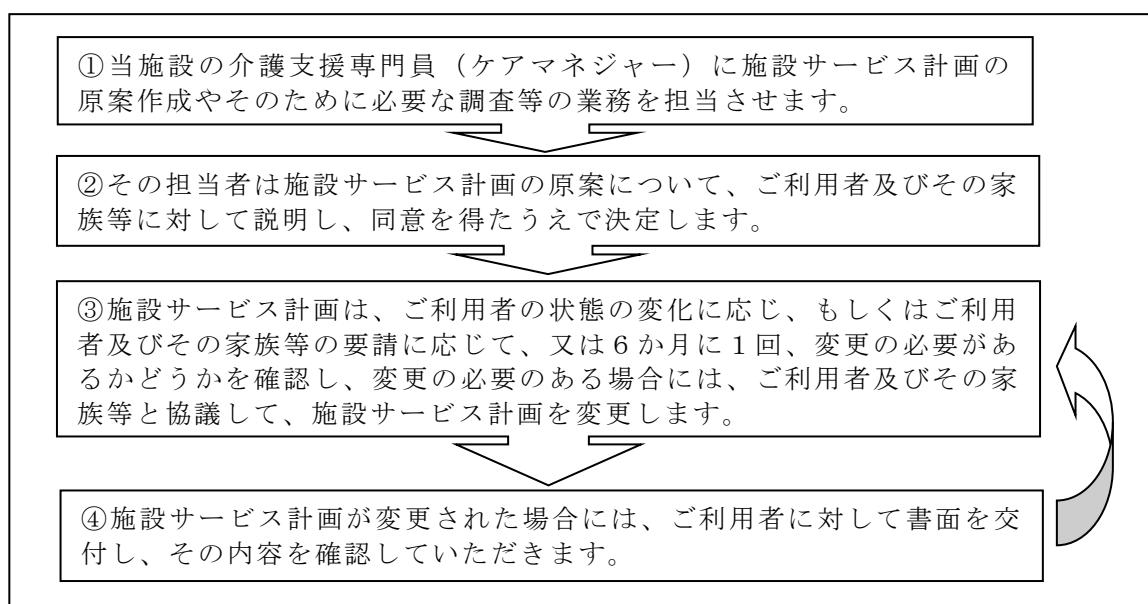 ①当施設の介護支援専門員（ケアマネジャー）に施設サービス計画の
原案作成やそのために必要な調査等の業務を担当させます。
②その担当者は施設サービス計画の原案について、ご利用者及びその家
族等に対して説明し、同意を得たうえで決定します。
③施設サービス計画は、ご利用者の状態の変化に応じ、もしくはご利用
者及びその家族等の要請に応じて、又は６か月に１回、変更の必要があ
るかどうかを確認し、変更の必要のある場合には、ご利用者及びその家
族等と協議して、施設サービス計画を変更します。
④施設サービス計画が変更された場合には、ご利用者に対して書面を交
付し、その内容を確認していただきます。